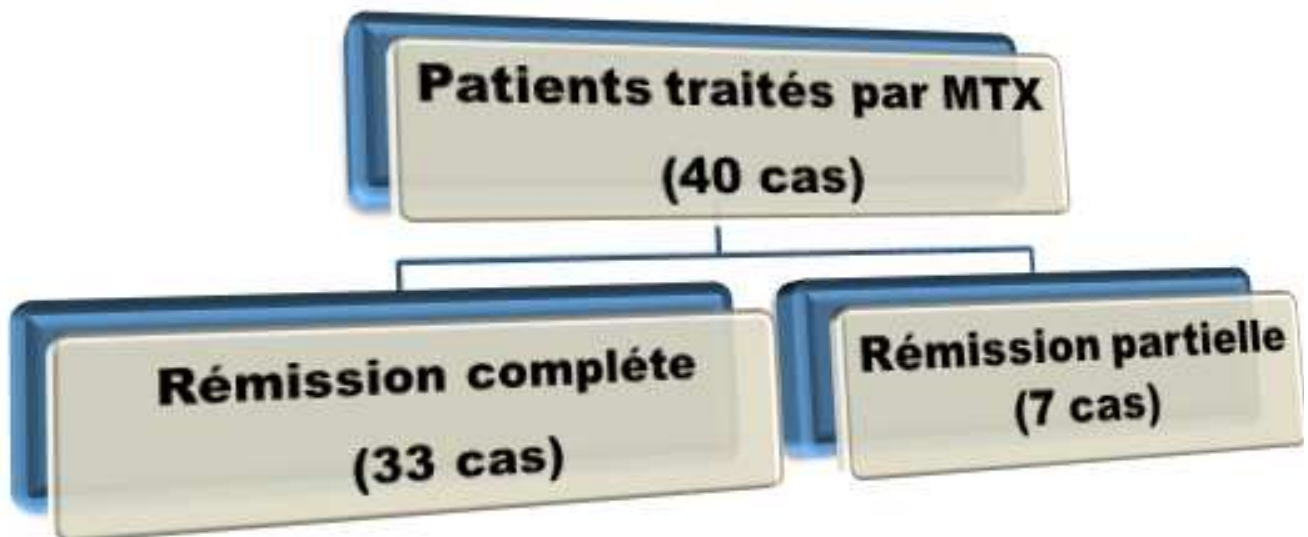 Patients traités par MTX
(40 cas)
Rémission compléte
(33 cas)
Rémission partielle
(7 cas)